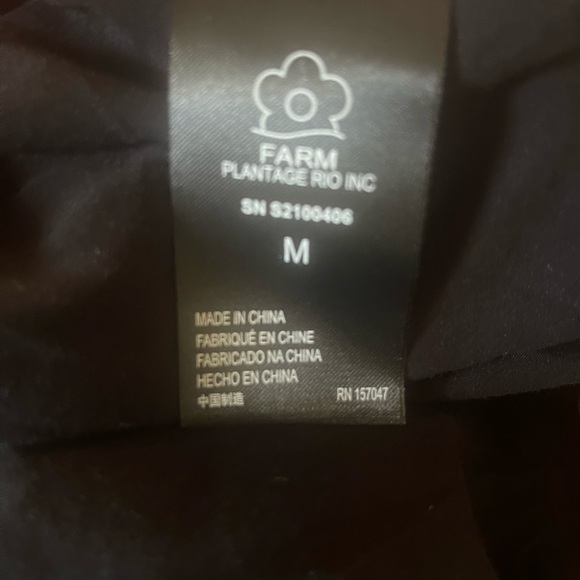 FARM
PLANTAGE RIO INC
SN S2100406
M
MADE IN CHINA
FABRIQUÉ EN CHINE
FABRICADO NA CHINA
HECHO EN CHINA
中国制造
RN 157047